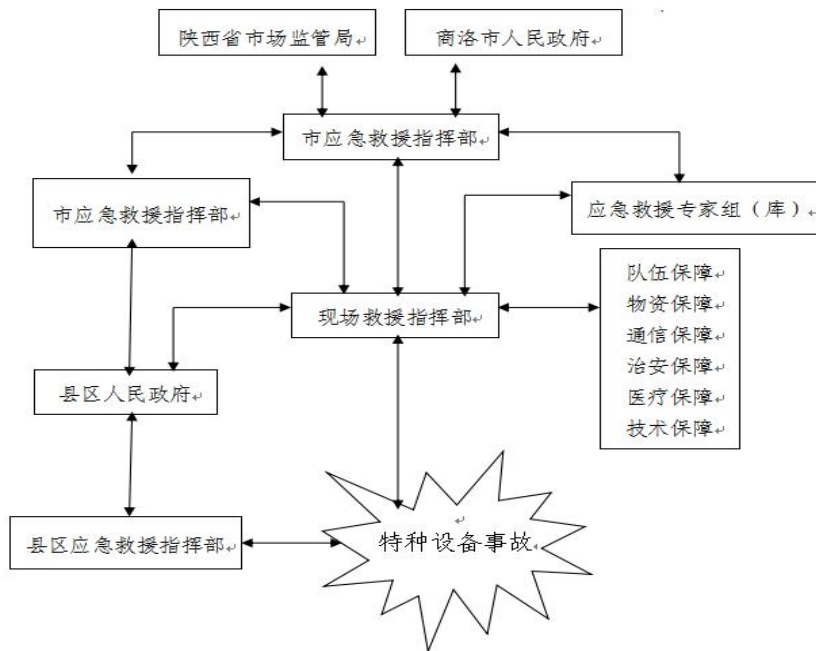 陕西省市场监管局
商洛市人民政府
市应急救援指挥部
市应急救援指挥部
应急救援专家组（库）
队伍保障
物资保障
通信保障
治安保障
医疗保障
技术保障
现场救援指挥部
县区人民政府
县区应急救援指挥部
特种设备事故